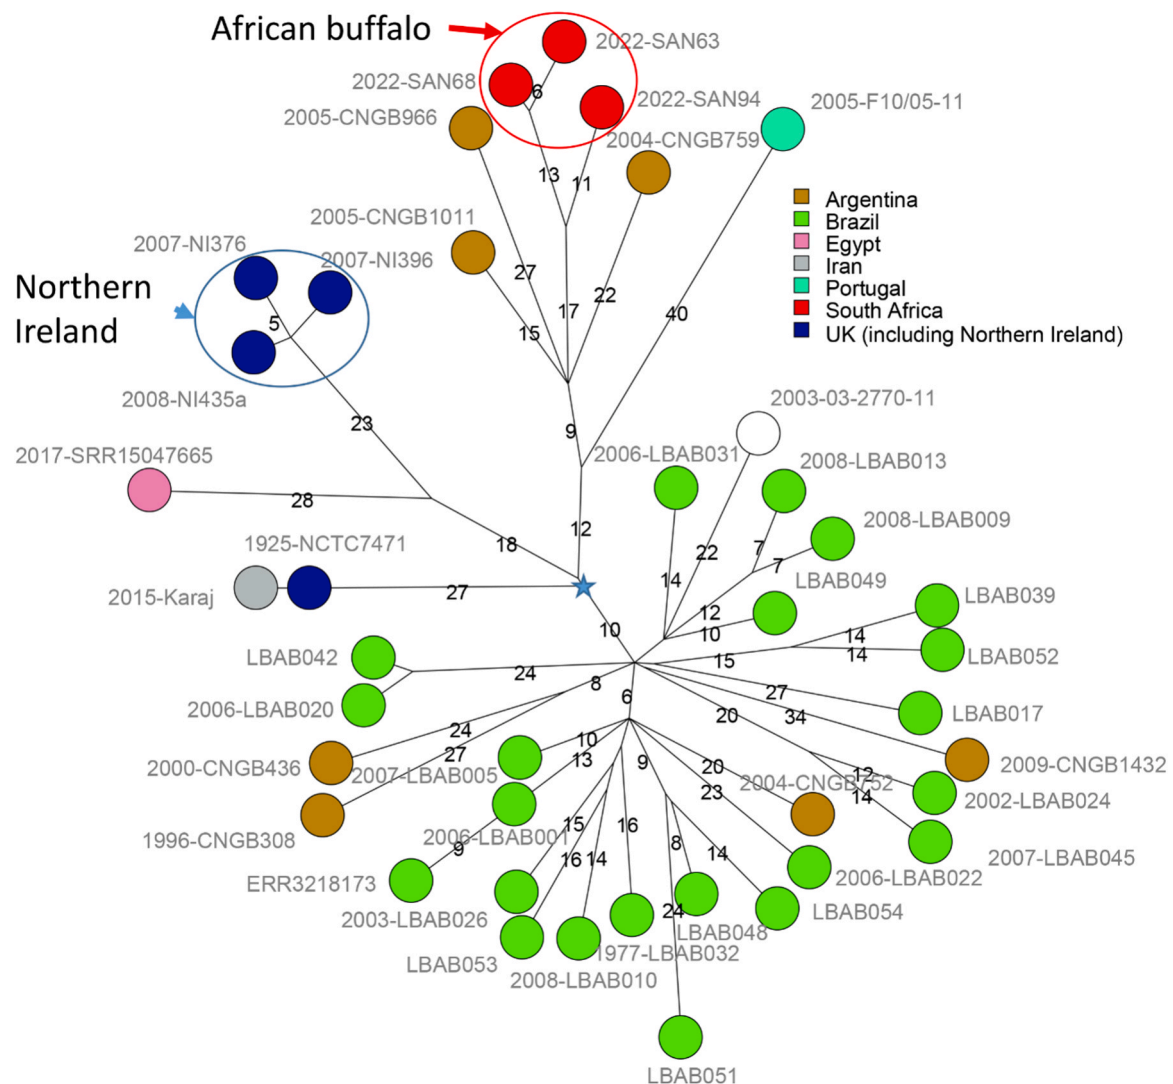 African buffalo
2022-SAN63
2022-SAN68
6
2022-SAN94
2005-F10/05-11
2005-CNGB966
2004-CNGB759
13
11
Argentina
Brazil
Egypt
Iran
Portugal
South Africa
UK (including Northern Ireland)
2005-CNGB1011
2007-NI376
2007-NI396
Northern
Ireland
27
22
17
40
5
15
2008-NI435a
23
9
2003-03-2770-11
2017-SRR15047665
2006-LBAB031
2008-LBAB013
28
12
2008-LBAB009
18
22
7
7
1925-NCTC7471
14
LBAB049
2015-Karaj
27
LBAB039
12
10
10
14
LBAB042
15
14
LBAB052
24
8
27
2006-LBAB020
6
20
34
LBAB017
24
27
10
2000-CNGB436
2007-LBAB005
13
9
20
12
2009-CNGB1432
23
2004-CNGB752
14
2002-LBAB024
1996-CNGB308
2006-LBAB001
15
16
2007-LBAB045
9
16
14
8
14
ERR3218173
2006-LBAB022
2003-LBAB026
24
LBAB054
LBAB048
1977-LBAB032
LBAB053
2008-LBAB010
LBAB051